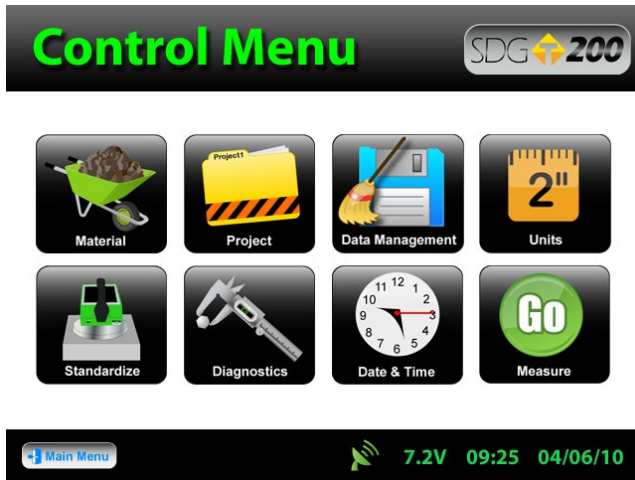 Control Menu
SDG 200
Project1
2"
Material
Project
Data Management
Units
12
11
1
10
2
9
3
8
4
7
5
6
Go
Standardize
Diagnostics
Date & Time
Measure
Main Menu
7.2V 09:25 04/06/10